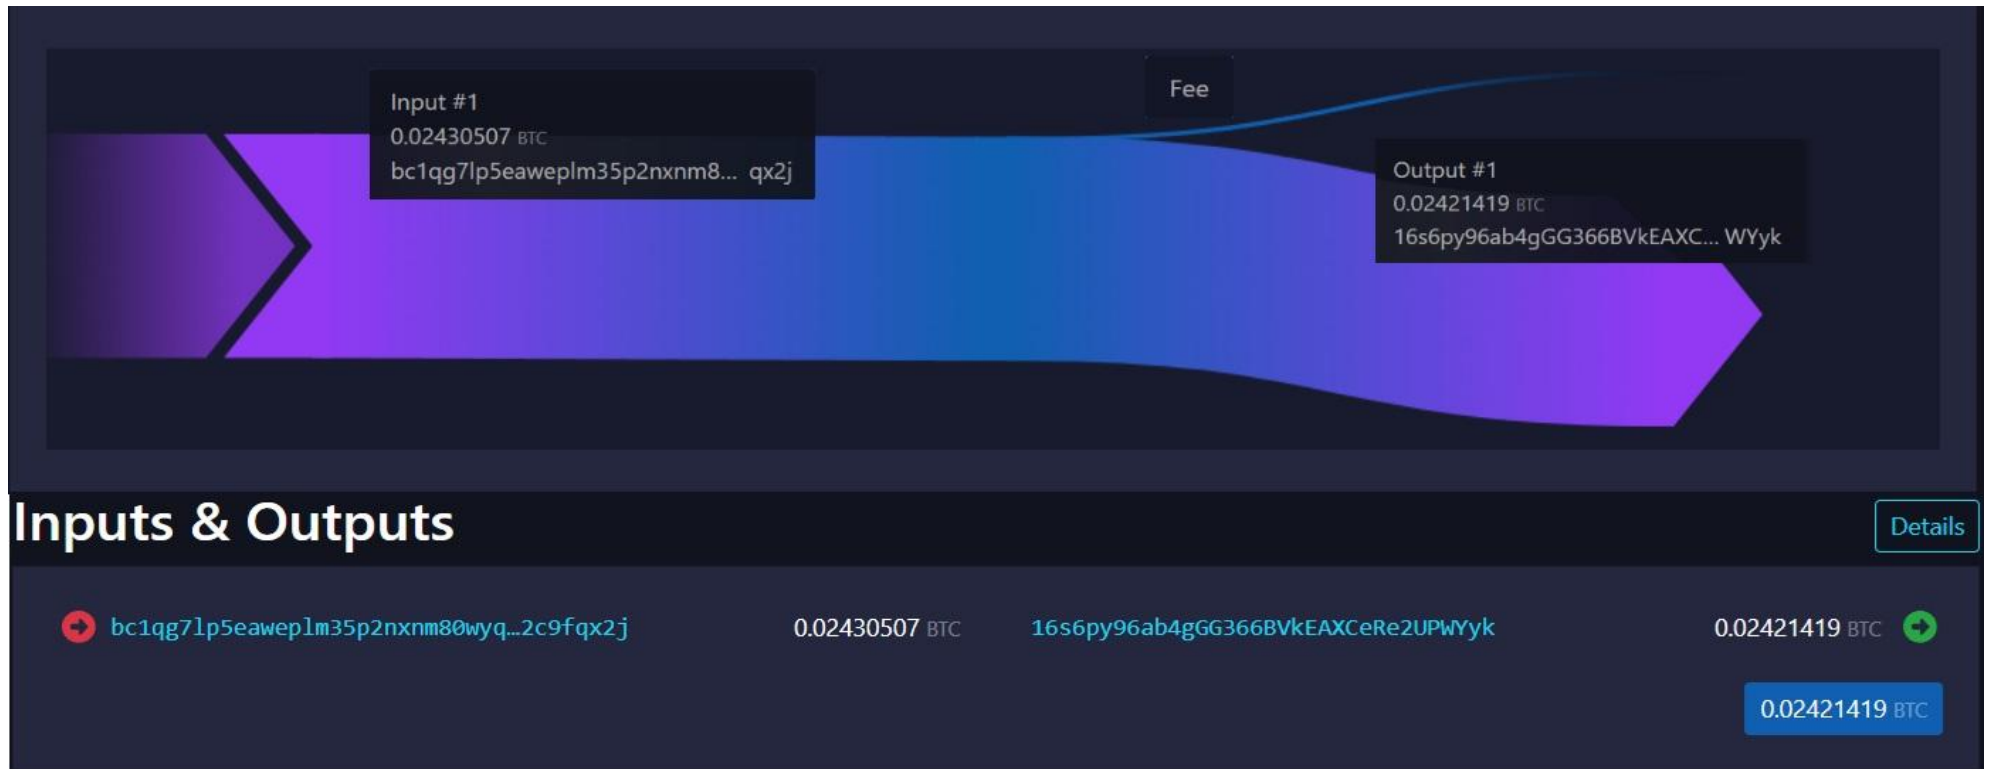 Input #1
0.02430507 BTC
bc1qg7lp5eaweplm35p2nxnm8... qx2j
Fee
Output #1
0.02421419 BTC
16s6py96ab4gGG366BVkEAXC... WYyk
Inputs & Outputs
Details
bc1qg7lp5eaweplm35p2nxnm80wyq…2c9fqx2j 0.02430507 BTC 16s6py96ab4gGG366BVkEAXCeRe2UPWYyk 0.02421419 BTC
0.02421419 BTC